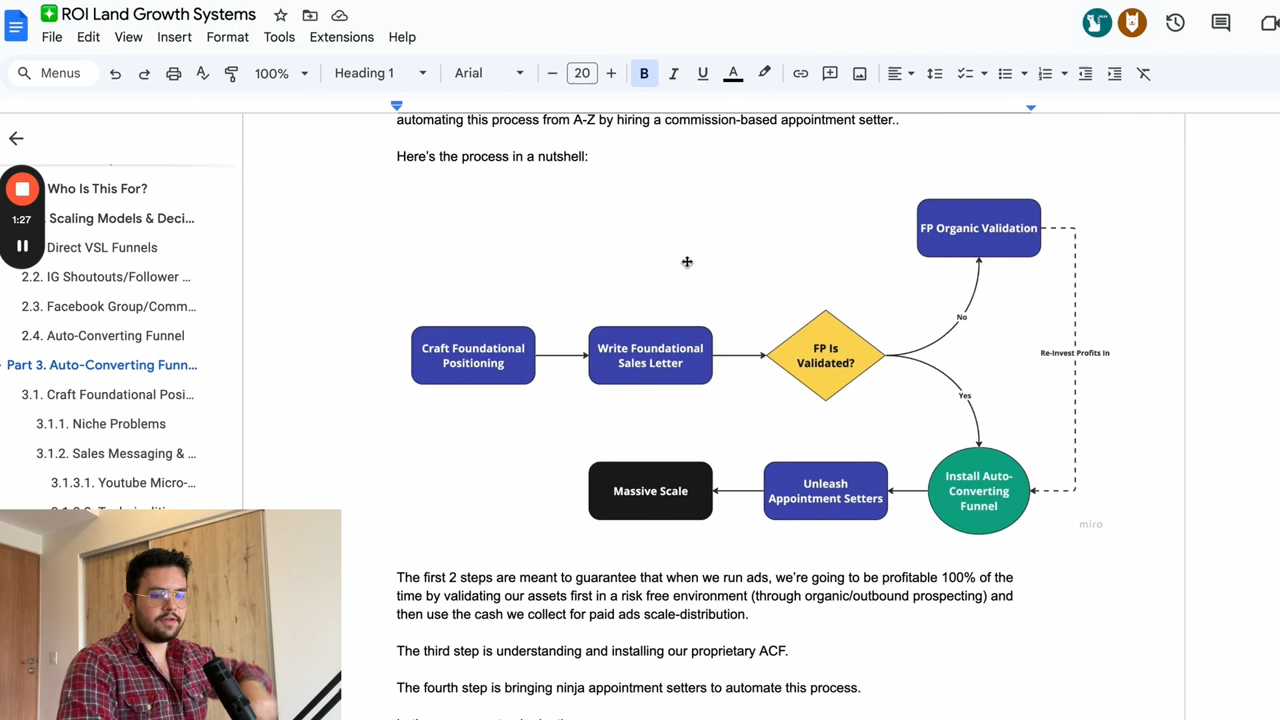 ROI Land Growth Systems
File Edit View Insert Format Tools Extensions Help
Menus 100% Heading 1 Arial 20 B I U A
automating this process from A-Z by hiring a commission-based appointment setter..
Here's the process in a nutshell:
Who Is This For?
Scaling Models & Deci...
1:27
Direct VSL Funnels
2.2. IG Shoutouts/Follower ...
2.3. Facebook Group/Comm...
2.4. Auto-Converting Funnel
Part 3. Auto-Converting Funn...
3.1. Craft Foundational Posi...
3.1.1. Niche Problems
3.1.2. Sales Messaging & ...
3.1.3.1. Youtube Micro-...
FP Organic Validation
No
Craft Foundational
Positioning
Write Foundational
Sales Letter
FP Is
Validated?
Re-Invest Profits In
Yes
Massive Scale
Unleash
Appointment Setters
Install Auto-
Converting
Funnel
miro
The first 2 steps are meant to guarantee that when we run ads, we're going to be profitable 100% of the
time by validating our assets first in a risk free environment (through organic/outbound prospecting) and
then use the cash we collect for paid ads scale-distribution.
The third step is understanding and installing our proprietary ACF.
The fourth step is bringing ninja appointment setters to automate this process.